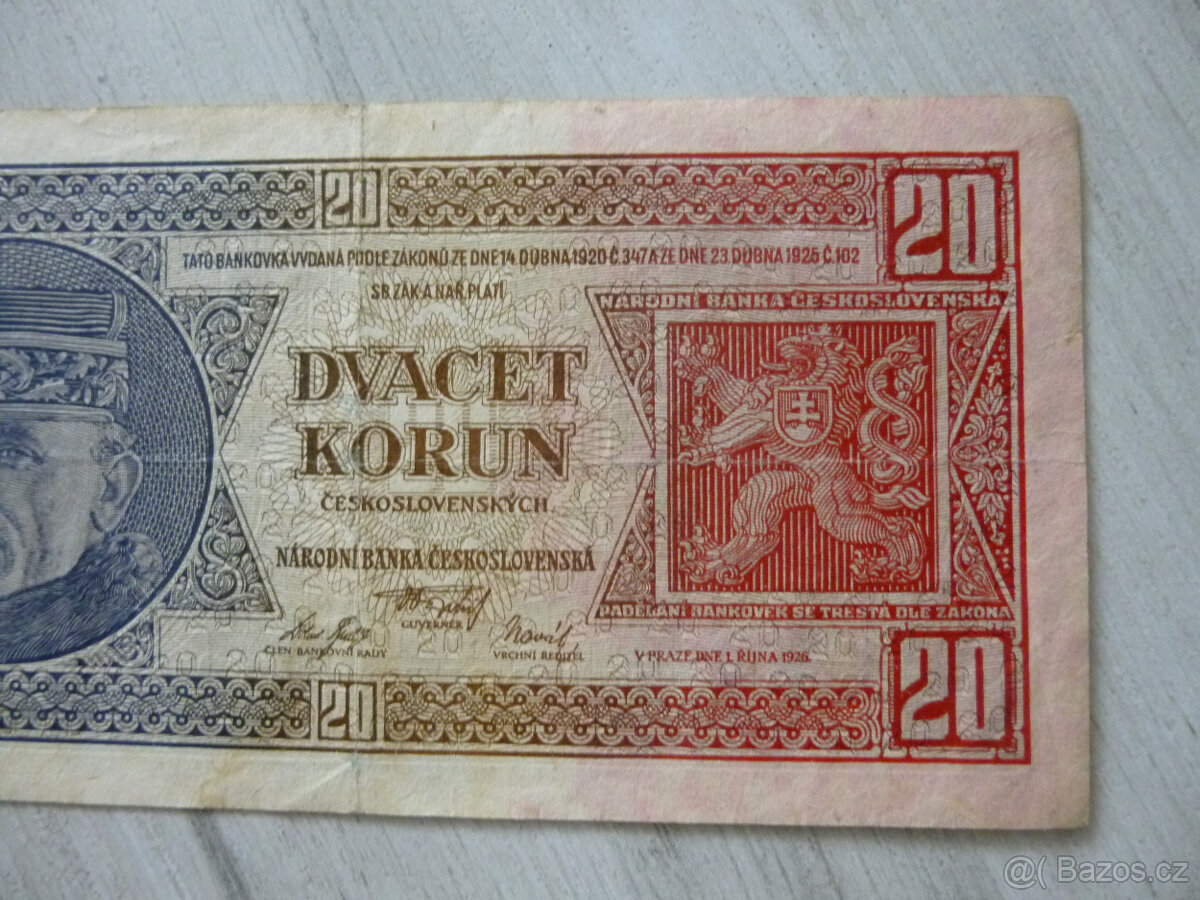 20
20
TATO BANKOVKA VYDANÁ PODLE ZÁKONŮ ZE DNE 14 DUBNA 1920 Č.347 A ZE DNE 23. DUBNA 1925 Č.102
SB. ZÁK. A NAŘ. PLATÍ
NÁRODNÍ BANKA ČESKOSLOVENSKÁ
DVACET
KORUN
ČESKOSLOVENSKÝCH
NÁRODNÍ BANKA ČESKOSLOVENSKÁ
GUVERNÉR
Novák
ČLEN BANKOVNÍ RADY
VRCHNÍ ŘEDITEL
V PRAZE, DNE 1. ŘÍJNA 1926.
PADĚLÁNÍ BANKOVEK SE TRESTÁ DLE ZÁKONA
20
20
@( Bazos.cz